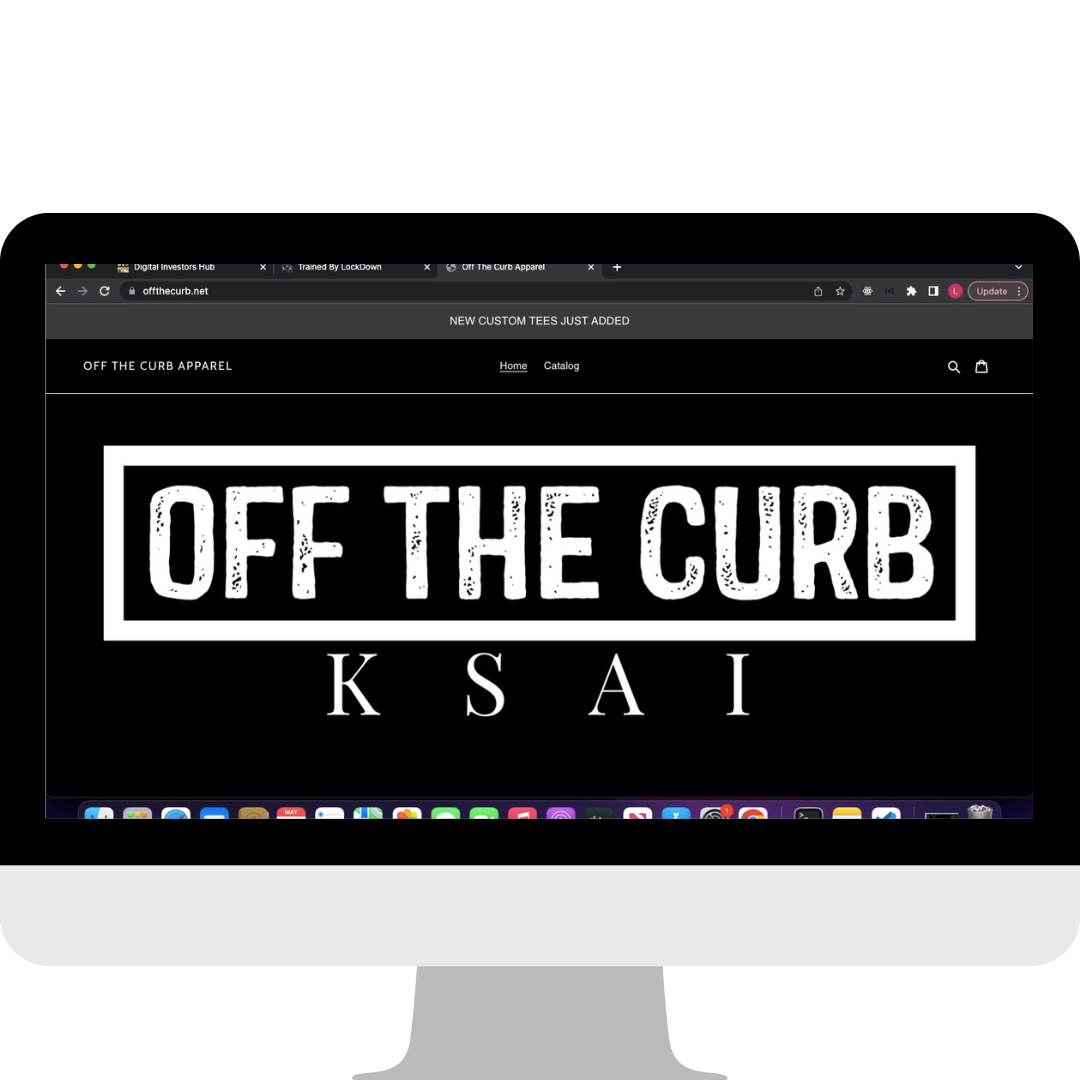 Digital Investors Hub Trained By LockDown Off The Curb Apparel
offthecurb.net L Update
NEW CUSTOM TEES JUST ADDED
OFF THE CURB APPAREL Home Catalog
OFF THE CURB
K S A I
MAY 1